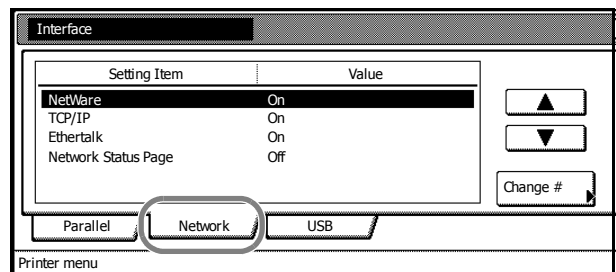 Interface
Setting Item Value
NetWare On
TCP/IP On
Ethertalk On
Network Status Page Off
Change #
Parallel Network USB
Printer menu